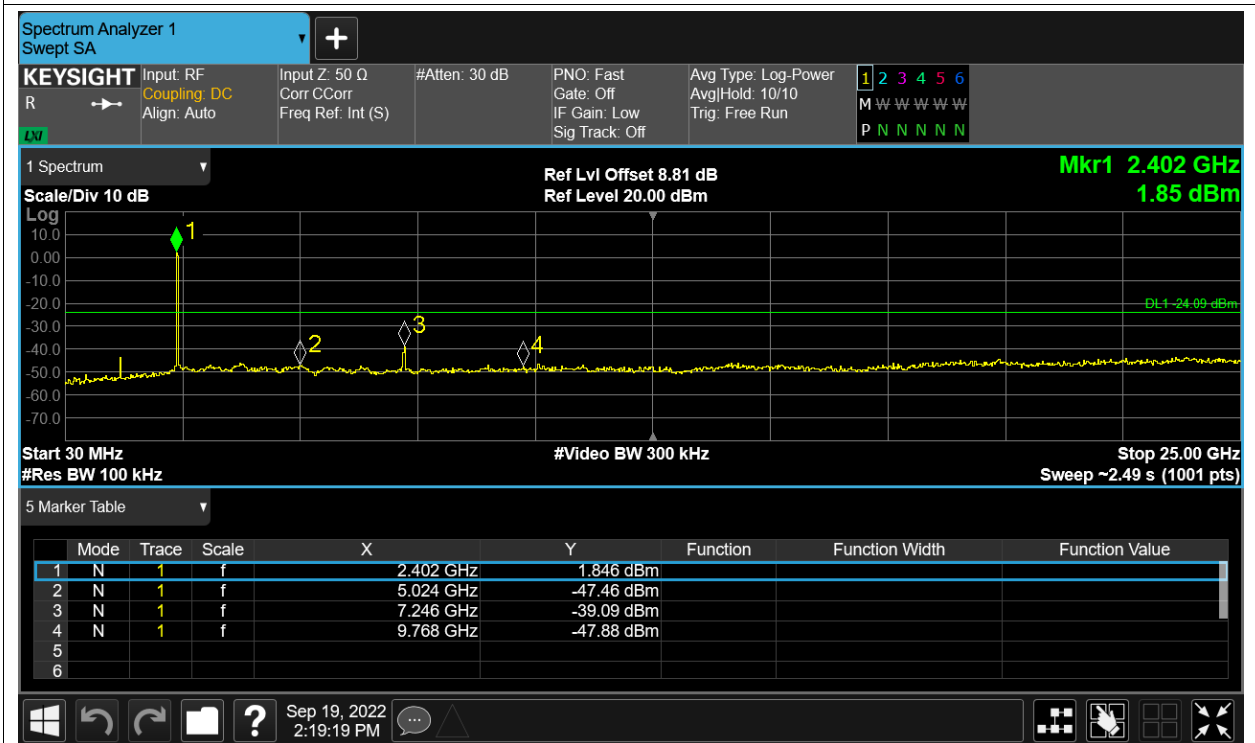 Spectrum Analyzer 1
Swept SA
KEYSIGHT
R
LXI
Input: RF
Coupling: DC
Align: Auto
Input Z: 50 Ω
Corr CCorr
Freq Ref: Int (S)
#Atten: 30 dB
PNO: Fast
Gate: Off
IF Gain: Low
Sig Track: Off
Avg Type: Log-Power
Avg|Hold: 10/10
Trig: Free Run
1 2 3 4 5 6
M W W W W W
P N N N N N
1 Spectrum
Scale/Div 10 dB
Ref Lvl Offset 8.81 dB
Ref Level 20.00 dBm
Mkr1 2.402 GHz
1.85 dBm
Log
10.0
0.00
-10.0
-20.0
-30.0
-40.0
-50.0
-60.0
-70.0
1
2
3
4
DL1 -24.09 dBm
Start 30 MHz
#Video BW 300 kHz
Stop 25.00 GHz
#Res BW 100 kHz
Sweep ~2.49 s (1001 pts)
5 Marker Table
Mode Trace Scale X Y Function Function Width Function Value
1 N 1 f 2.402 GHz 1.846 dBm
2 N 1 f 5.024 GHz -47.46 dBm
3 N 1 f 7.246 GHz -39.09 dBm
4 N 1 f 9.768 GHz -47.88 dBm
5
6
?
Sep 19, 2022
2:19:19 PM